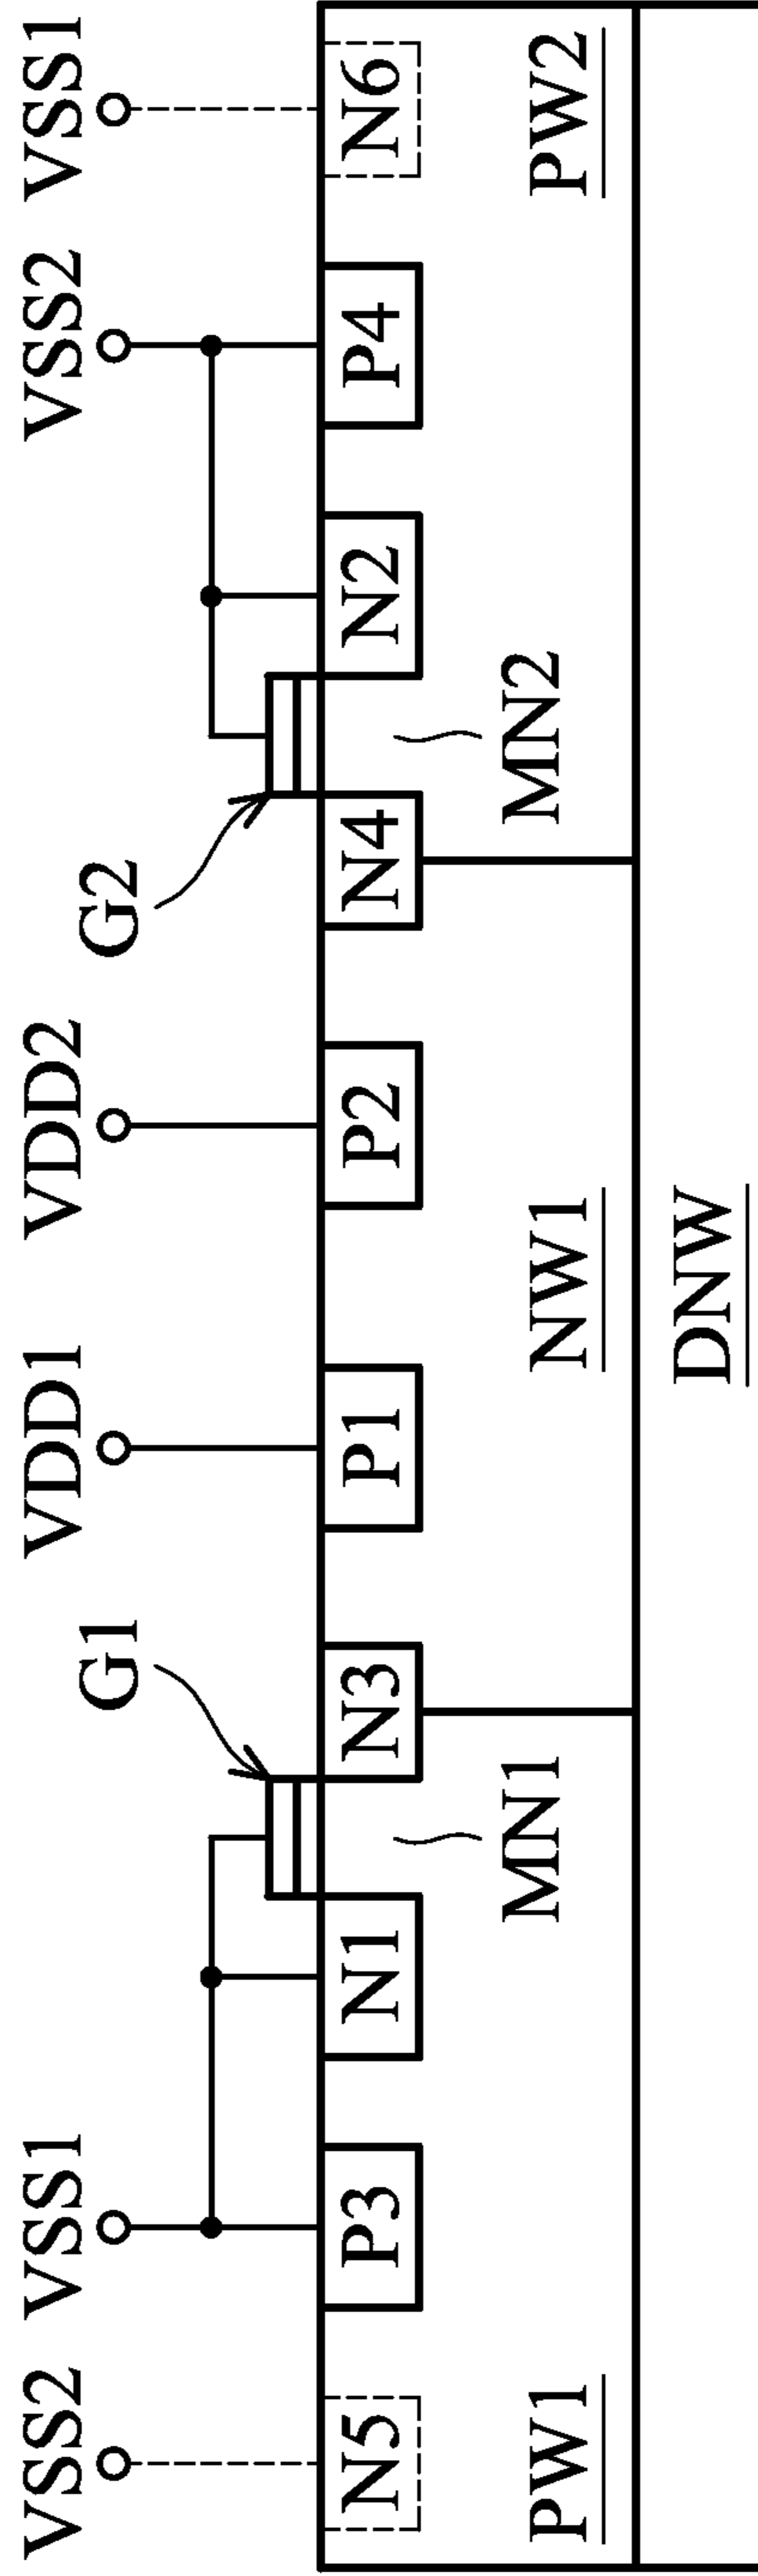 VSS2 VSS1 VDD1 VDD2 VSS2 VSS1
G1 G2
N5 P3 N1 N3 P1 P2 N4 N2 P4 N6
MN1 MN2
PW1 NW1 PW2
DNW